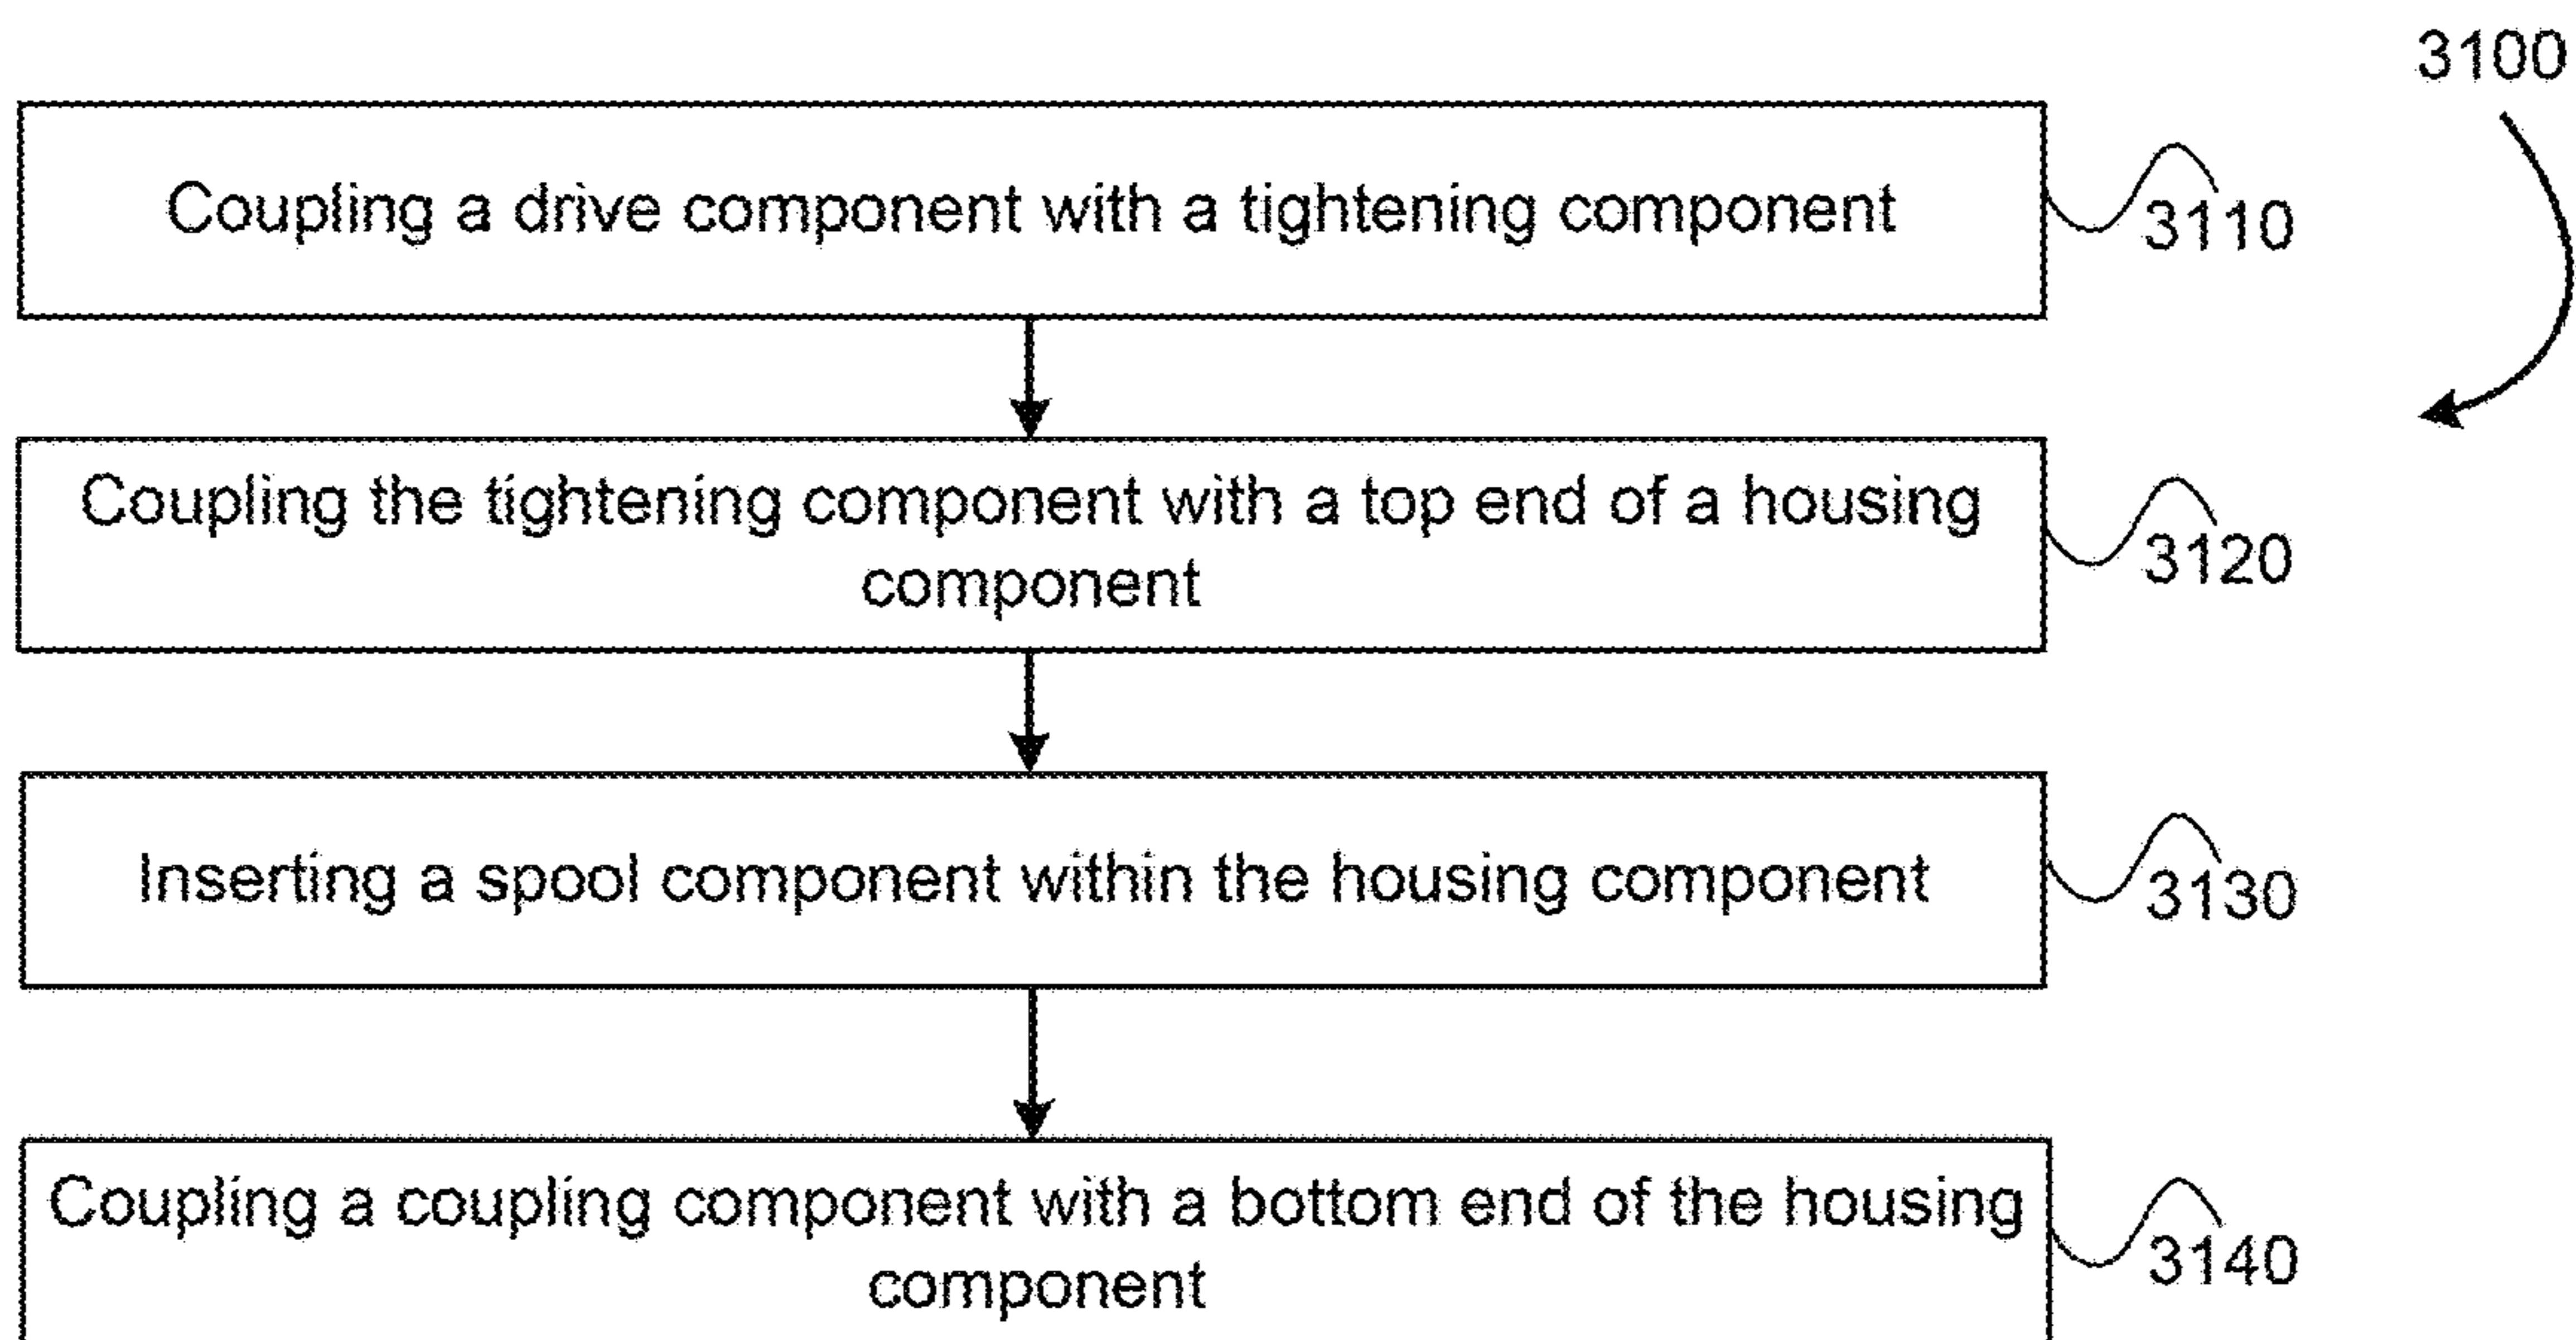 3100
Coupling a drive component with a tightening component
3110
Coupling the tightening component with a top end of a housing
component
3120
Inserting a spool component within the housing component
3130
Coupling a coupling component with a bottom end of the housing
component
3140